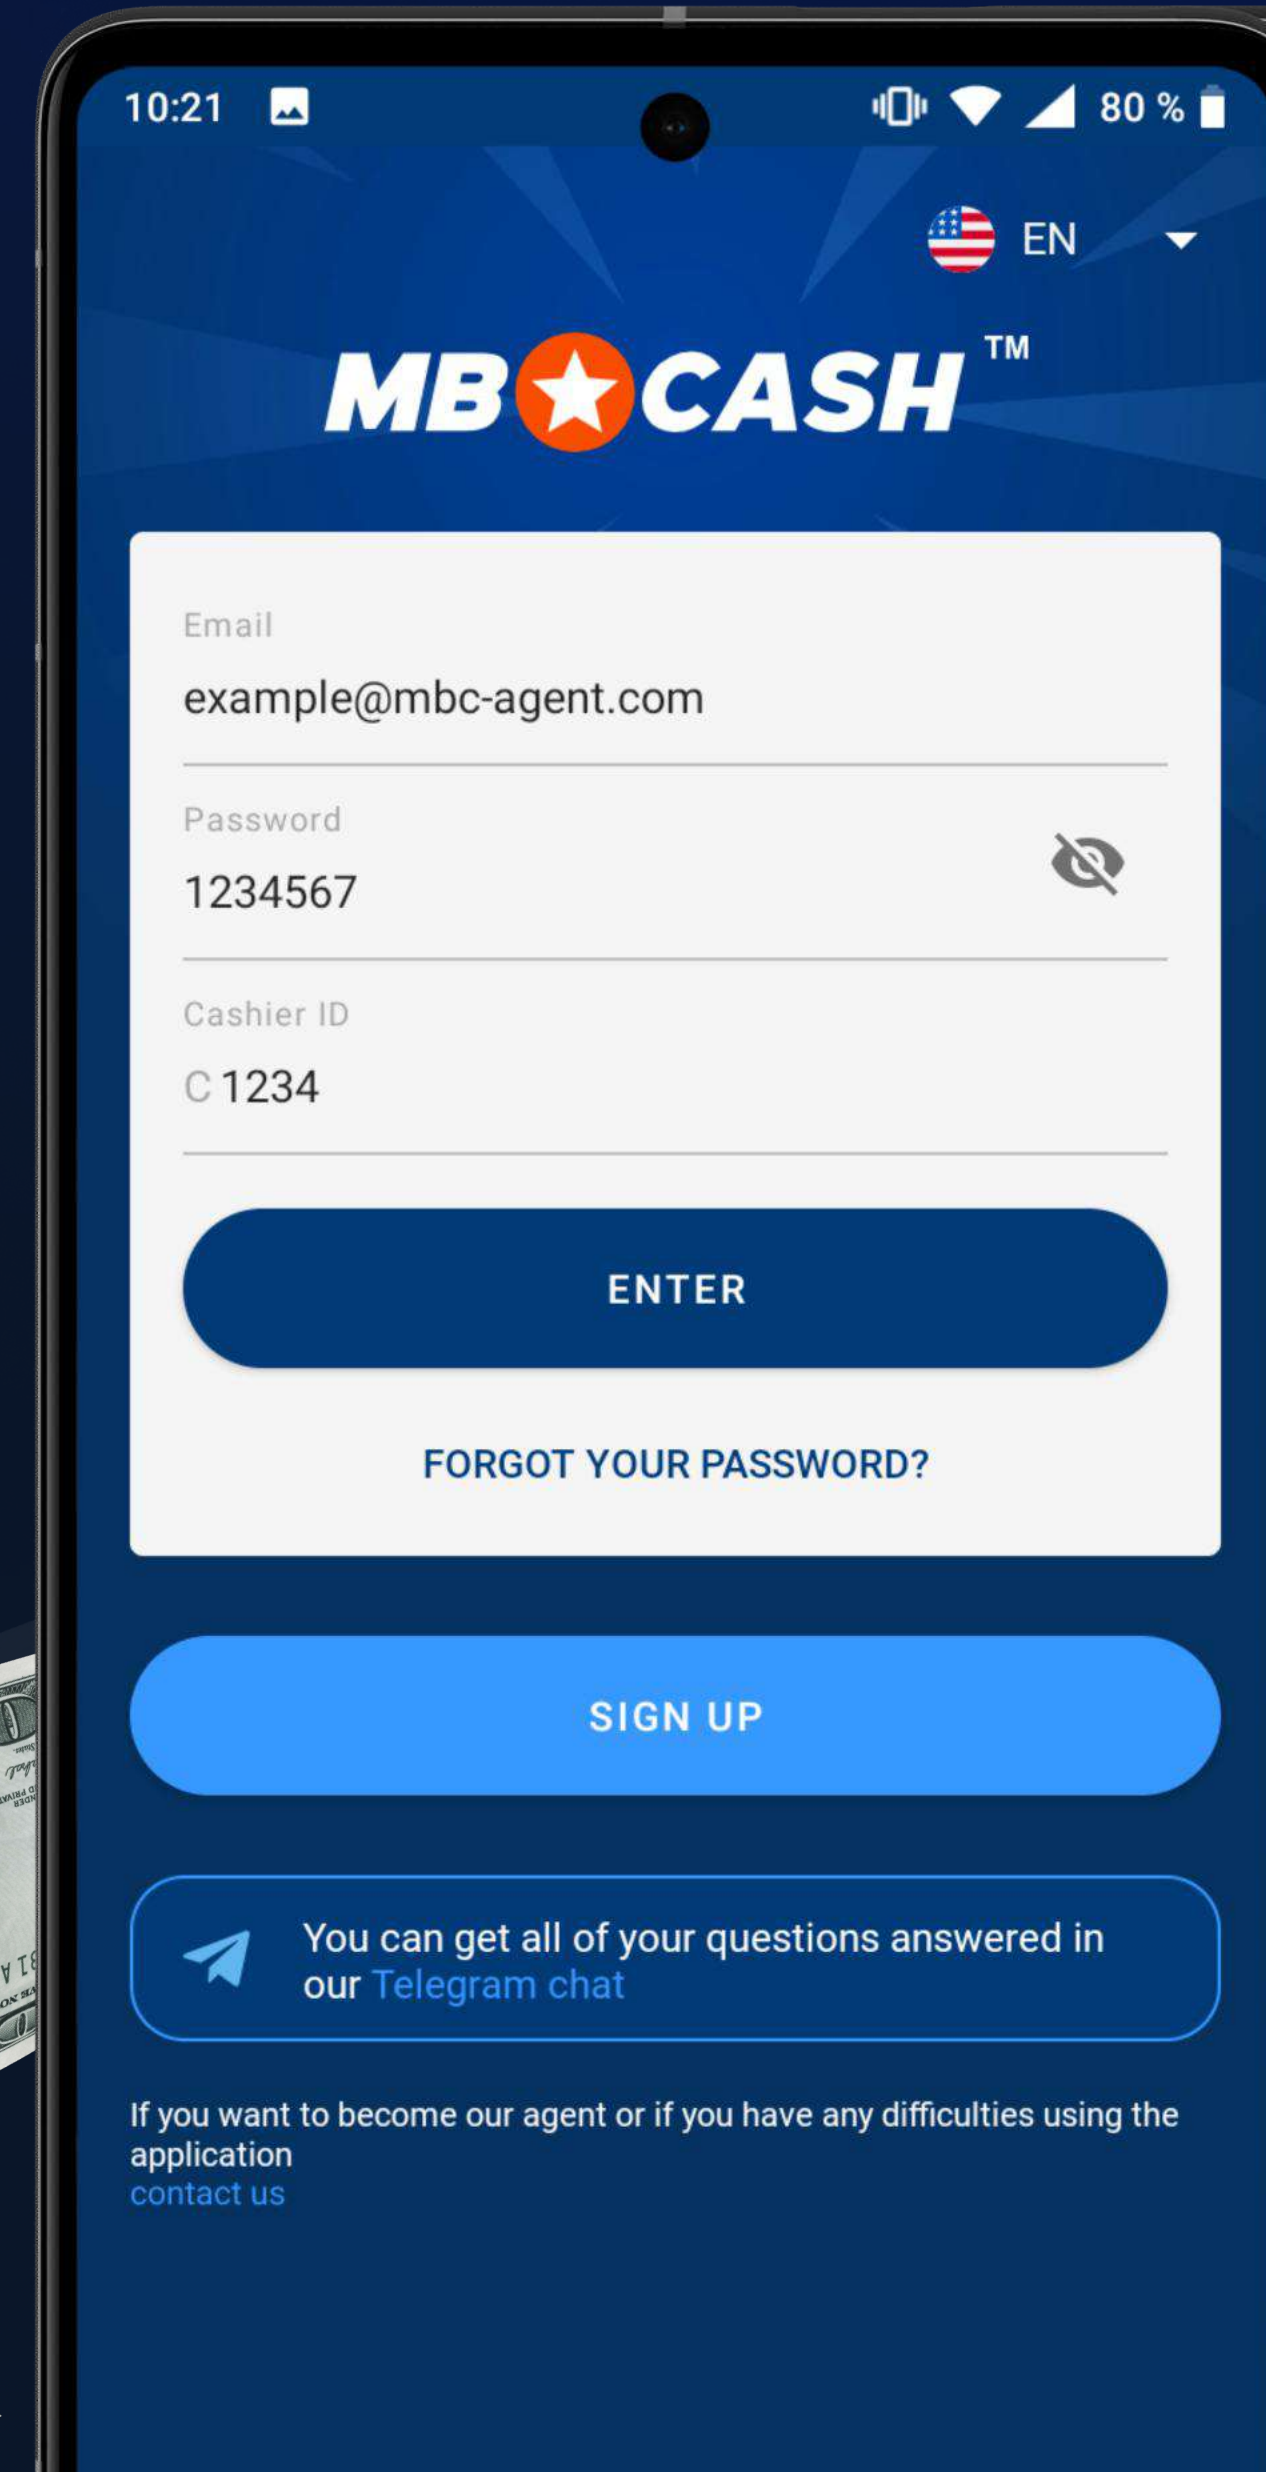 10:21 80 %
EN
MB CASH ™
Email
example@mbc-agent.com
Password
1234567
Cashier ID
C 1234
ENTER
FORGOT YOUR PASSWORD?
SIGN UP
You can get all of your questions answered in
our Telegram chat
If you want to become our agent or if you have any difficulties using the
application
contact us